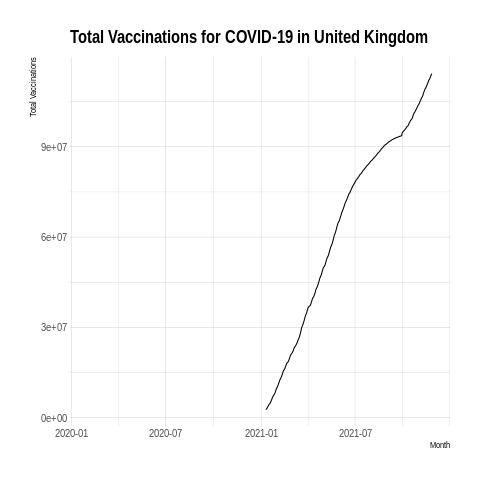 Total Vaccinations for COVID-19 in United Kingdom
Total Vaccinations
9e+07
6e+07
3e+07
0e+00
2020-01 2020-07 2021-01 2021-07
Month